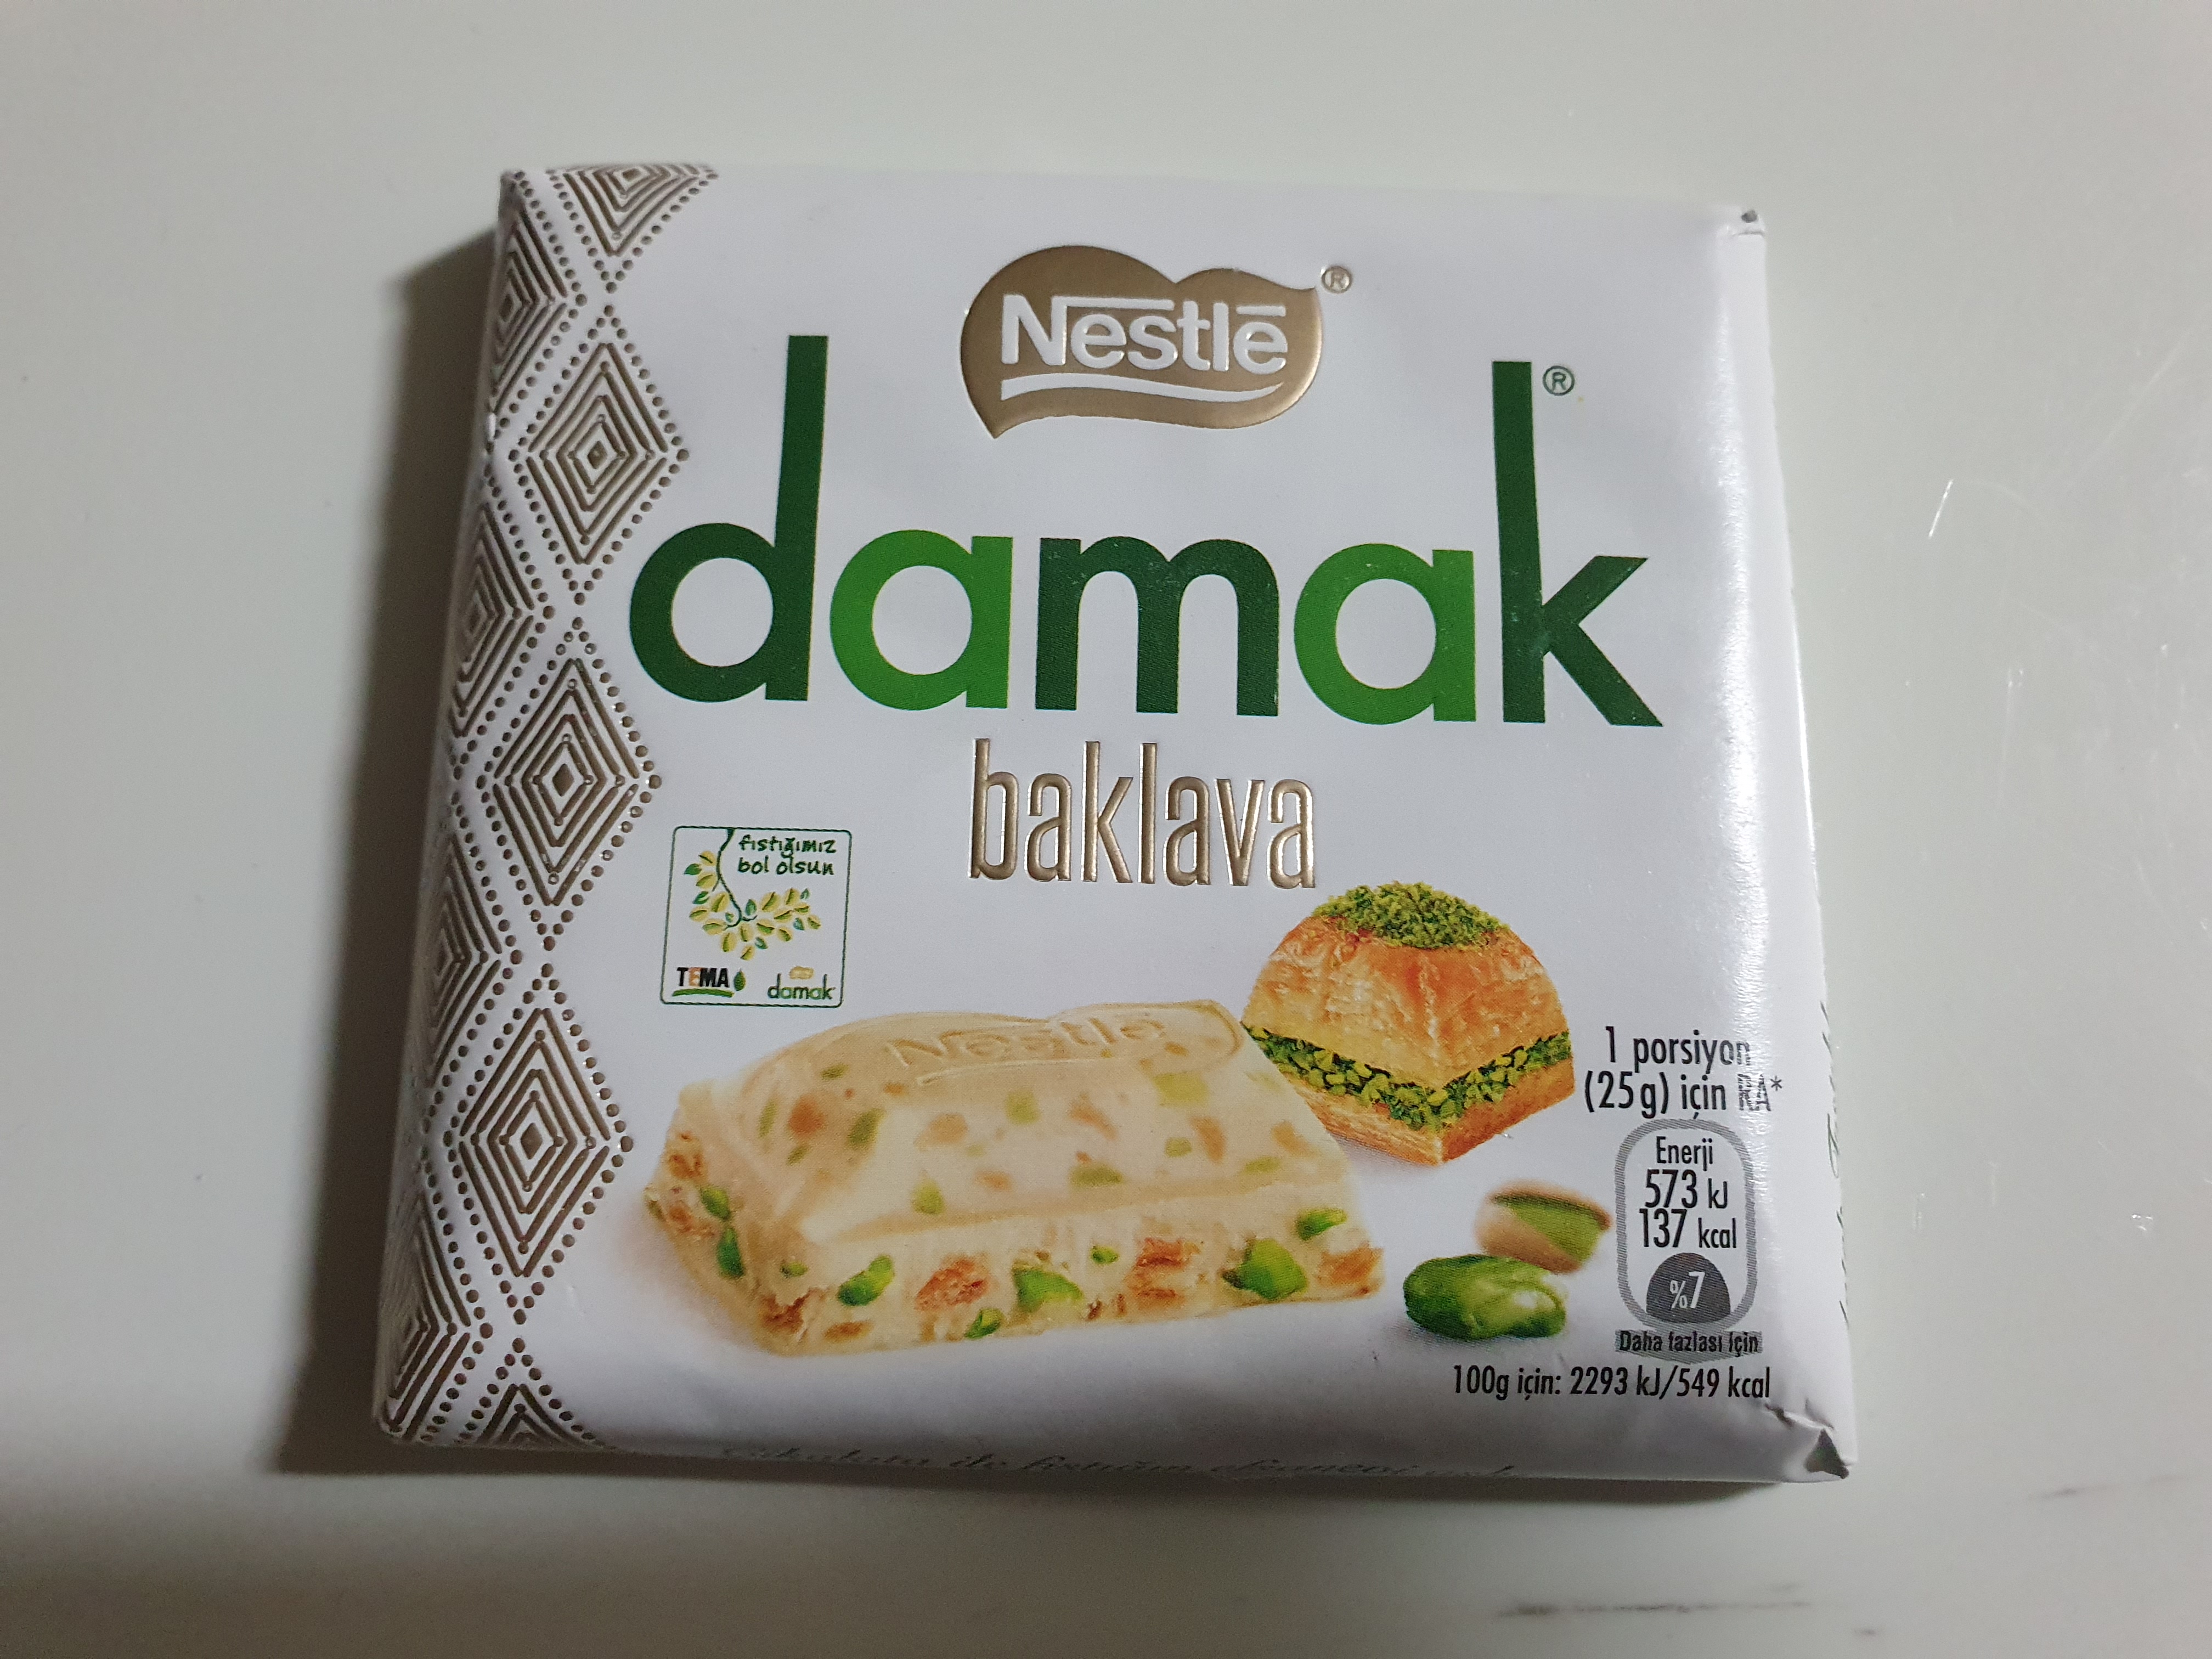 Nestlé
®
damak
®
baklava
fıstığımız
bol olsun
TEMA
damak
Nestlé
1 porsiyon
(25g) için RA*
Enerji
573 kJ
137 kcal
%7
Daha fazlası için
100g için: 2293 kJ/549 kcal